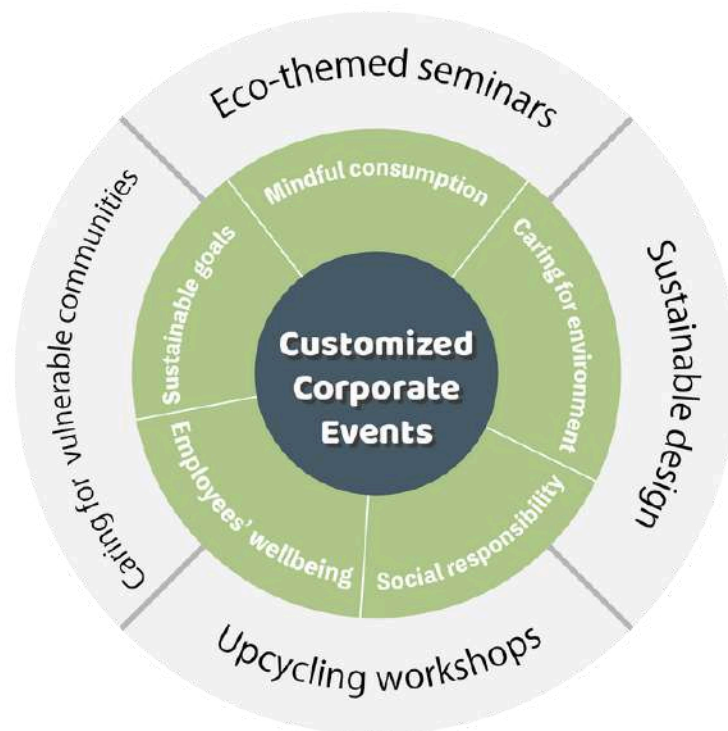 Eco-themed seminars
Mindful consumption
Caring for vulnerable communities
Sustainable goals
Customized
Corporate
Events
Caring for environment
Sustainable design
Employees' wellbeing
Social responsibility
Upcycling workshops